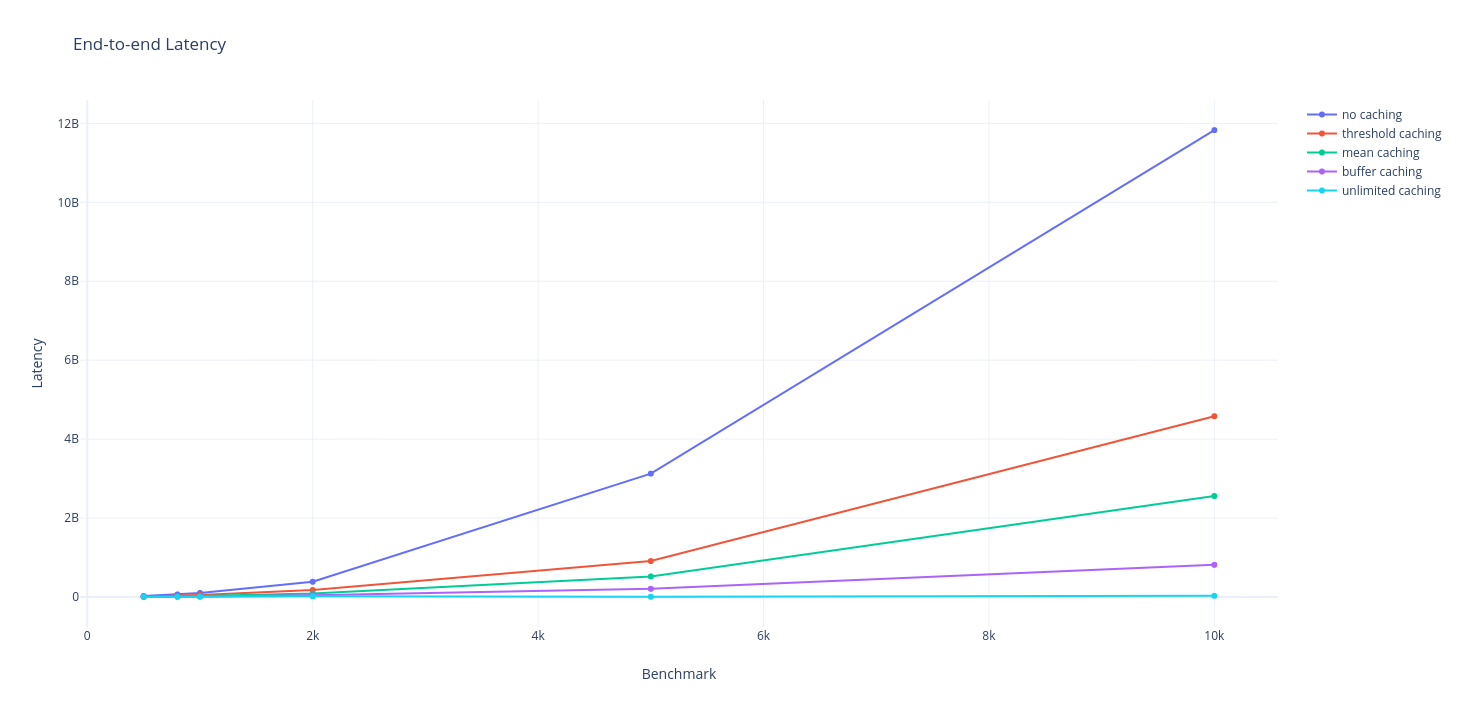 End-to-end Latency
12B
10B
8B
6B
4B
2B
0
Latency
0
2k
4k
6k
8k
10k
Benchmark
no caching
threshold caching
mean caching
buffer caching
unlimited caching